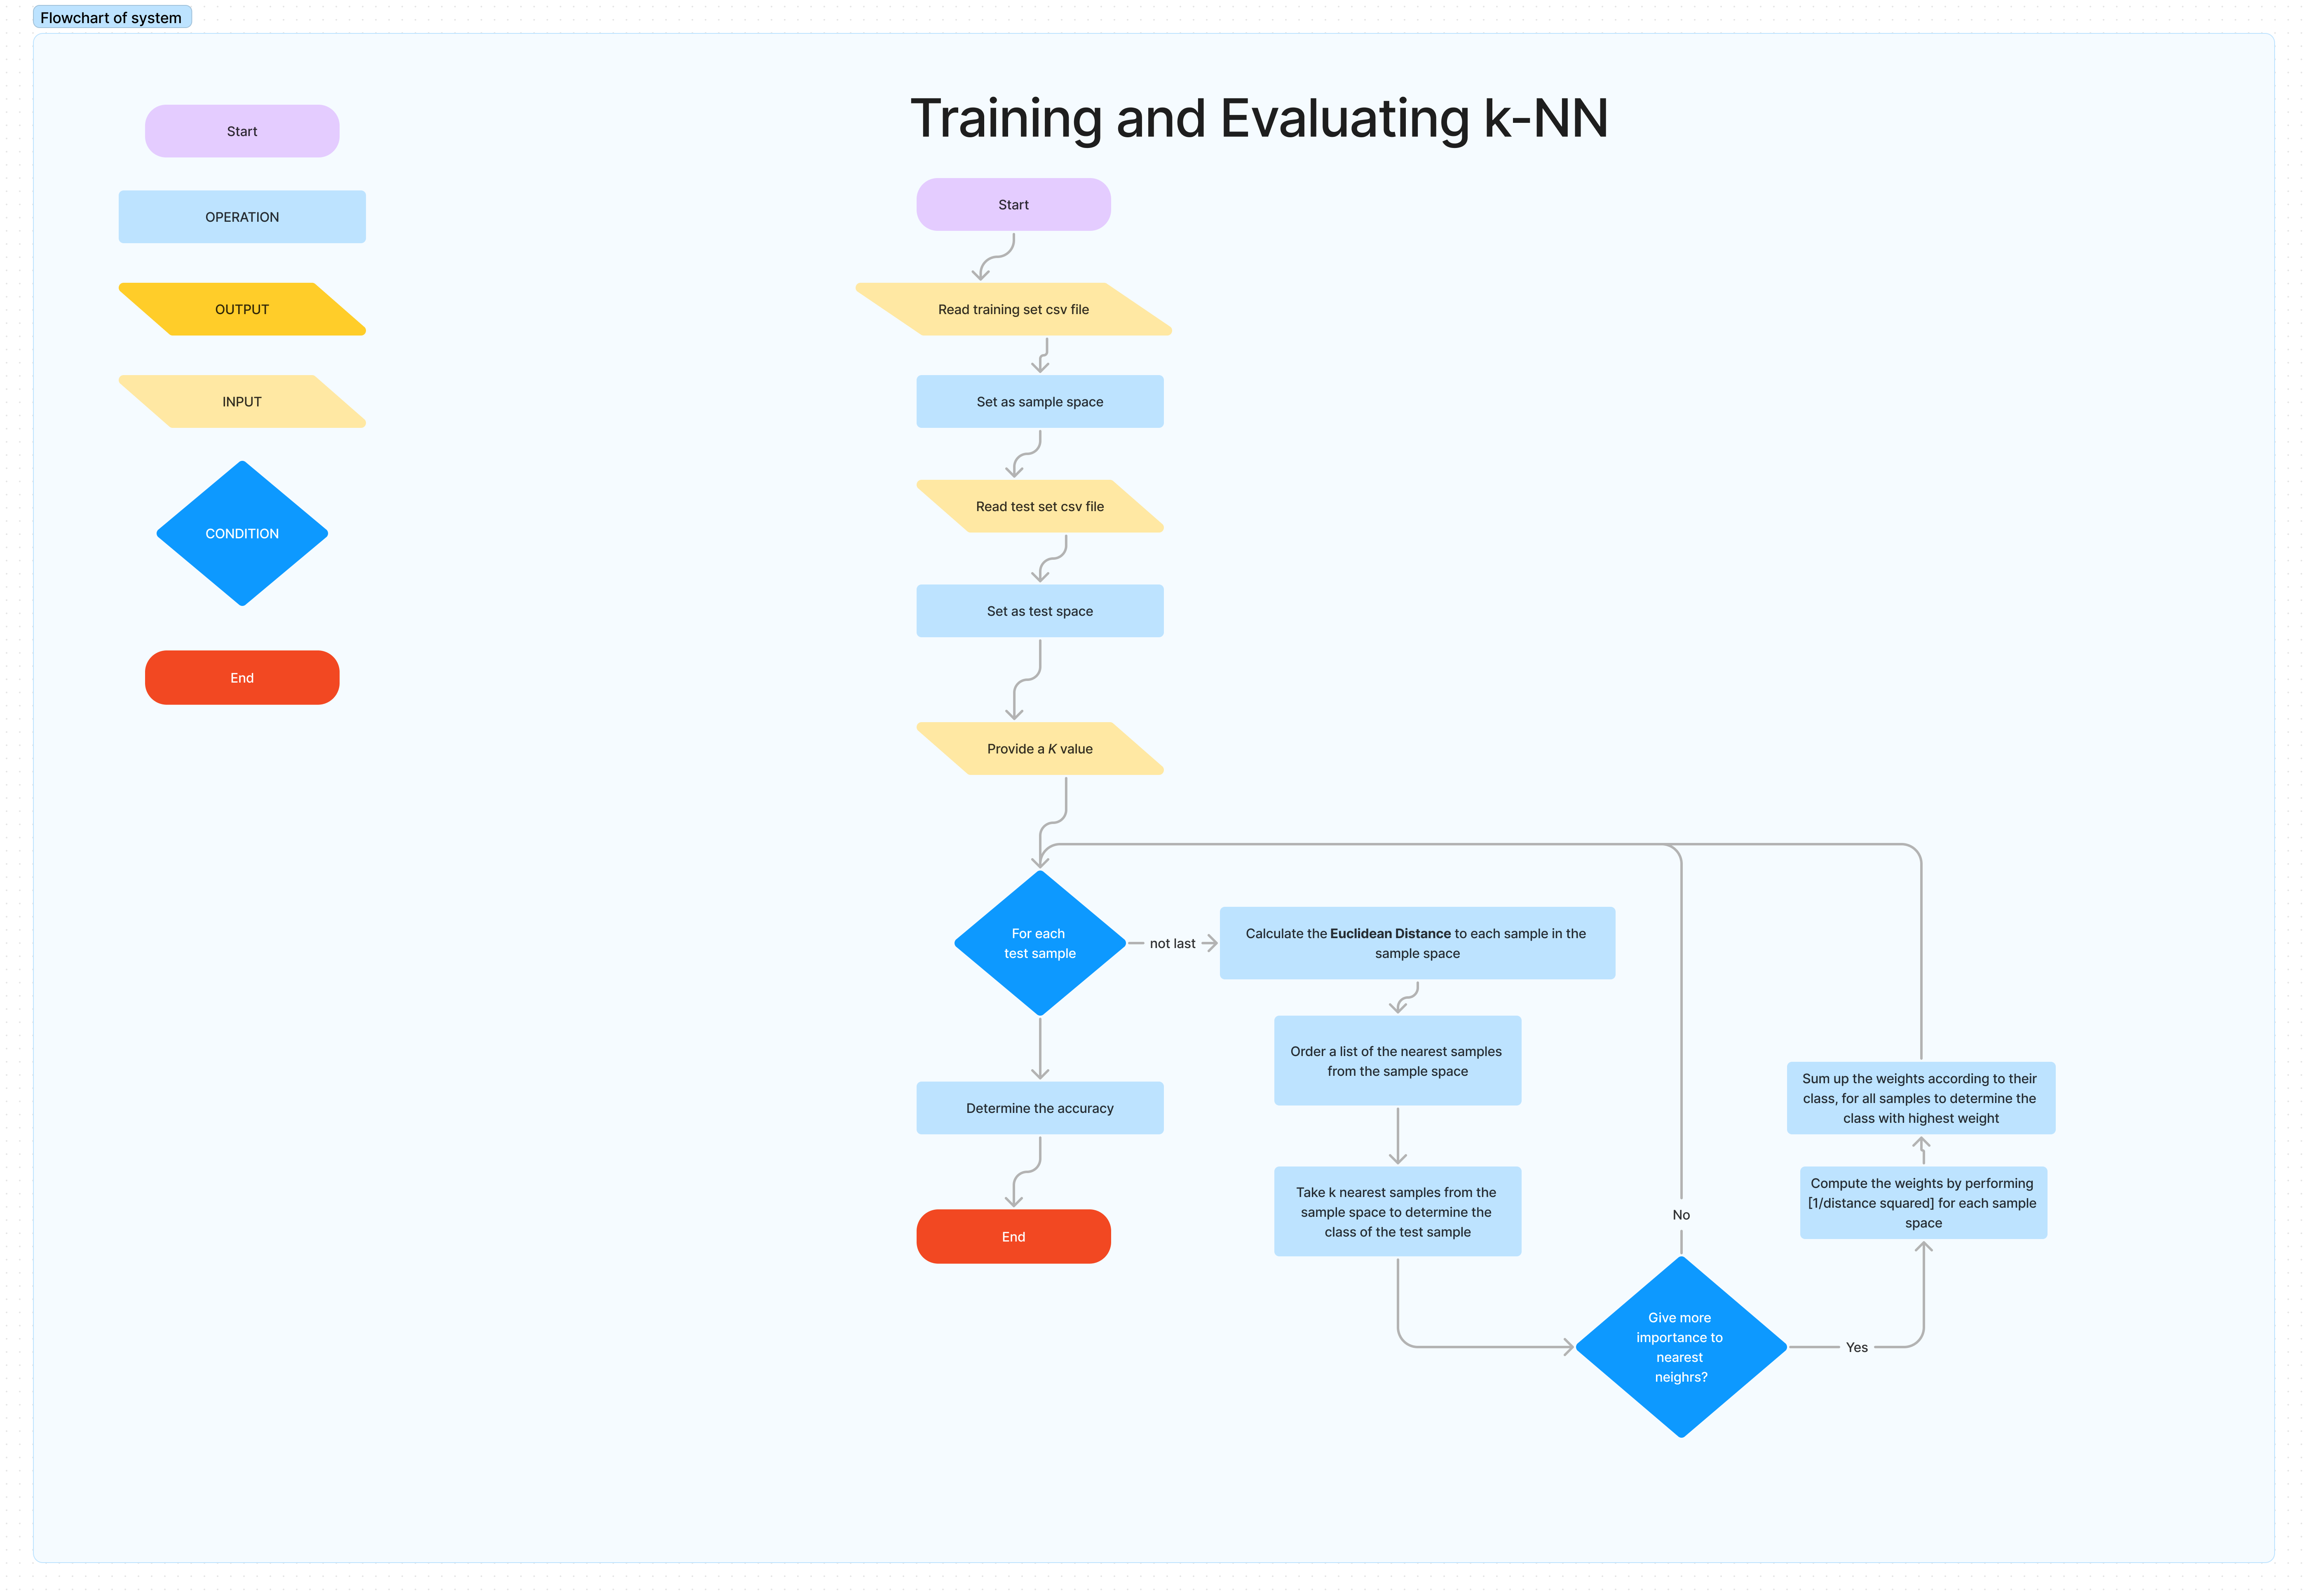 Flowchart of system
Training and Evaluating k-NN
Start
OPERATION
OUTPUT
INPUT
CONDITION
End
Start
Read training set csv file
Set as sample space
Read test set csv file
Set as test space
Provide a K value
For each
test sample
not last
Calculate the Euclidean Distance to each sample in the
sample space
Order a list of the nearest samples
from the sample space
Take k nearest samples from the
sample space to determine the
class of the test sample
Give more
importance to
nearest
neighrs?
No
Yes
Compute the weights by performing
[1/distance squared] for each sample
space
Sum up the weights according to their
class, for all samples to determine the
class with highest weight
Determine the accuracy
End